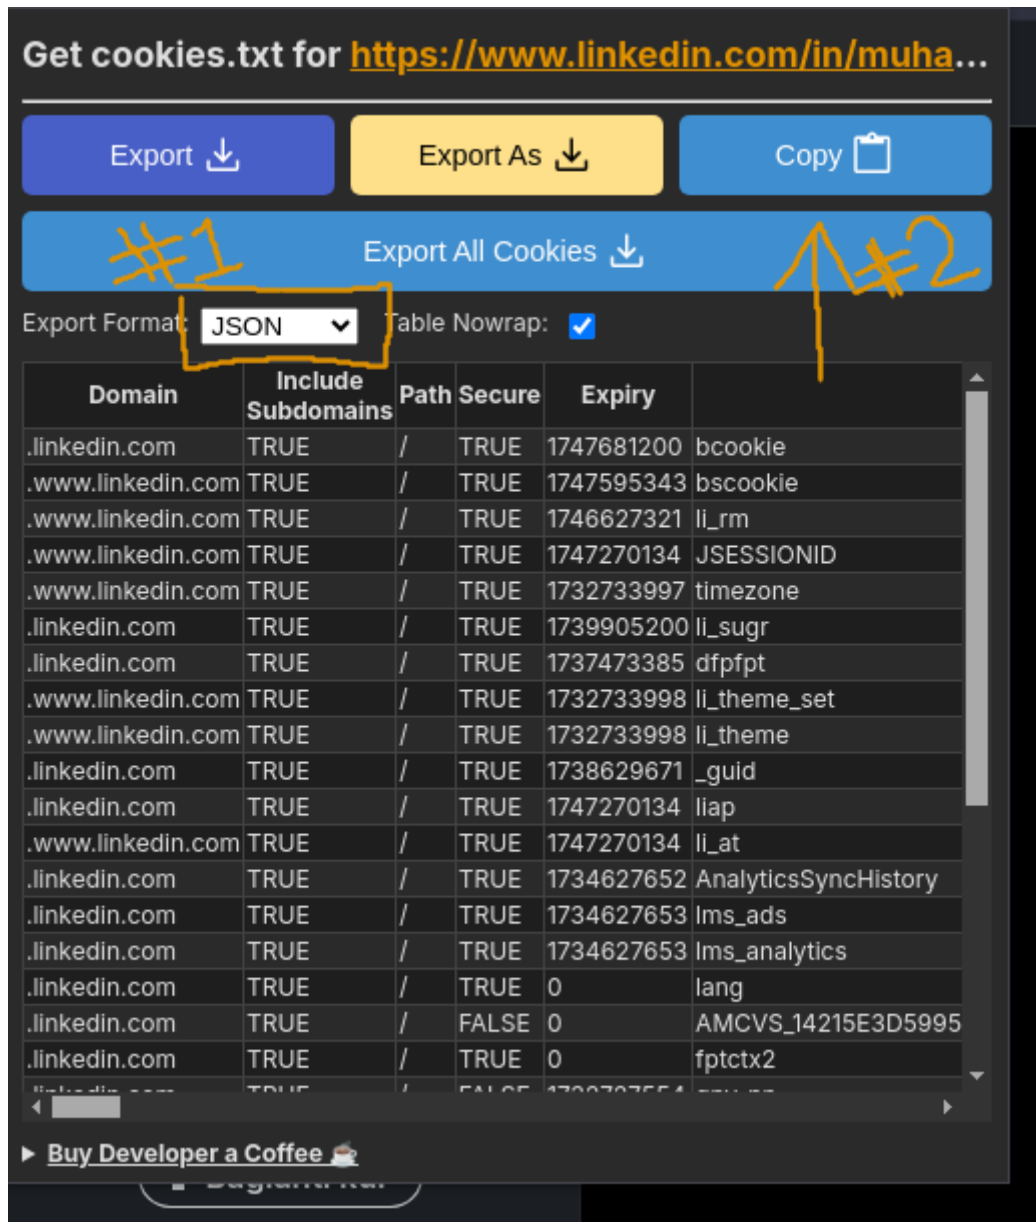 Get cookies.txt for https://www.linkedin.com/in/muha...
Export
Export As
Copy
#1
Export All Cookies
#2
Export Format: JSON Table Nowrap:
Domain Include Subdomains Path Secure Expiry
.linkedin.com TRUE / TRUE 1747681200 bcookie
.www.linkedin.com TRUE / TRUE 1747595343 bscookie
.www.linkedin.com TRUE / TRUE 1746627321 li_rm
.www.linkedin.com TRUE / TRUE 1747270134 JSESSIONID
.www.linkedin.com TRUE / TRUE 1732733997 timezone
.linkedin.com TRUE / TRUE 1739905200 li_sugr
.linkedin.com TRUE / TRUE 1737473385 dfpfpt
.www.linkedin.com TRUE / TRUE 1732733998 li_theme_set
.www.linkedin.com TRUE / TRUE 1732733998 li_theme
.linkedin.com TRUE / TRUE 1738629671 _guid
.linkedin.com TRUE / TRUE 1747270134 liap
.www.linkedin.com TRUE / TRUE 1747270134 li_at
.linkedin.com TRUE / TRUE 1734627652 AnalyticsSyncHistory
.linkedin.com TRUE / TRUE 1734627653 lms_ads
.linkedin.com TRUE / TRUE 1734627653 lms_analytics
.linkedin.com TRUE / TRUE 0 lang
.linkedin.com TRUE / FALSE 0 AMCVS_14215E3D5995
.linkedin.com TRUE / TRUE 0 fptctx2
Buy Developer a Coffee ☕